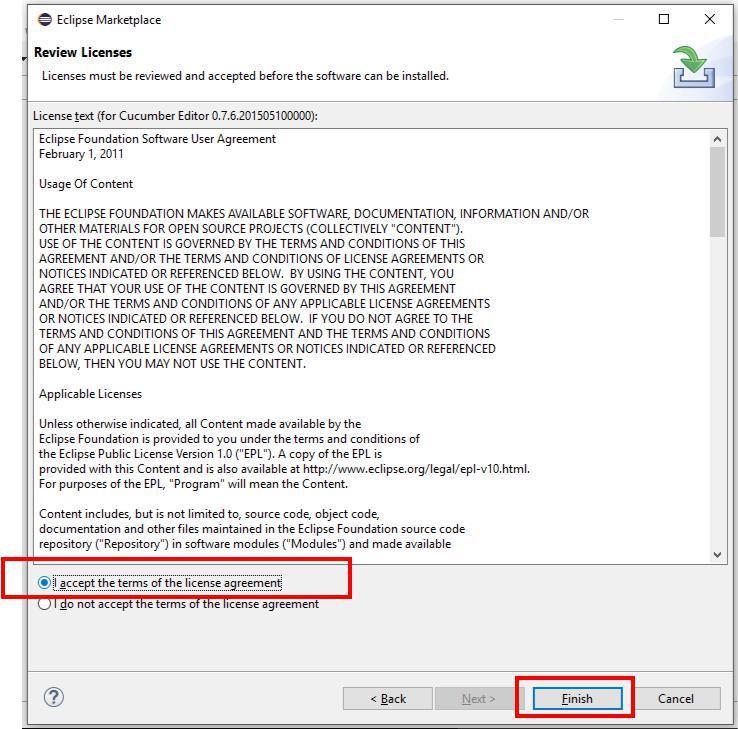 Eclipse Marketplace
Review Licenses
Licenses must be reviewed and accepted before the software can be installed.
License text (for Cucumber Editor 0.7.6.201505100000):
Eclipse Foundation Software User Agreement
February 1, 2011
Usage Of Content
THE ECLIPSE FOUNDATION MAKES AVAILABLE SOFTWARE, DOCUMENTATION, INFORMATION AND/OR
OTHER MATERIALS FOR OPEN SOURCE PROJECTS (COLLECTIVELY "CONTENT").
USE OF THE CONTENT IS GOVERNED BY THE TERMS AND CONDITIONS OF THIS
AGREEMENT AND/OR THE TERMS AND CONDITIONS OF LICENSE AGREEMENTS OR
NOTICES INDICATED OR REFERENCED BELOW.  BY USING THE CONTENT, YOU
AGREE THAT YOUR USE OF THE CONTENT IS GOVERNED BY THIS AGREEMENT
AND/OR THE TERMS AND CONDITIONS OF ANY APPLICABLE LICENSE AGREEMENTS
OR NOTICES INDICATED OR REFERENCED BELOW.  IF YOU DO NOT AGREE TO THE
TERMS AND CONDITIONS OF THIS AGREEMENT AND THE TERMS AND CONDITIONS
OF ANY APPLICABLE LICENSE AGREEMENTS OR NOTICES INDICATED OR REFERENCED
BELOW, THEN YOU MAY NOT USE THE CONTENT.
Applicable Licenses
Unless otherwise indicated, all Content made available by the
Eclipse Foundation is provided to you under the terms and conditions of
the Eclipse Public License Version 1.0 ("EPL"). A copy of the EPL is
provided with this Content and is also available at http://www.eclipse.org/legal/epl-v10.html.
For purposes of the EPL, "Program" will mean the Content.
Content includes, but is not limited to, source code, object code,
documentation and other files maintained in the Eclipse Foundation source code
repository ("Repository") in software modules ("Modules") and made available
I accept the terms of the license agreement
I do not accept the terms of the license agreement
? < Back Next > Finish Cancel